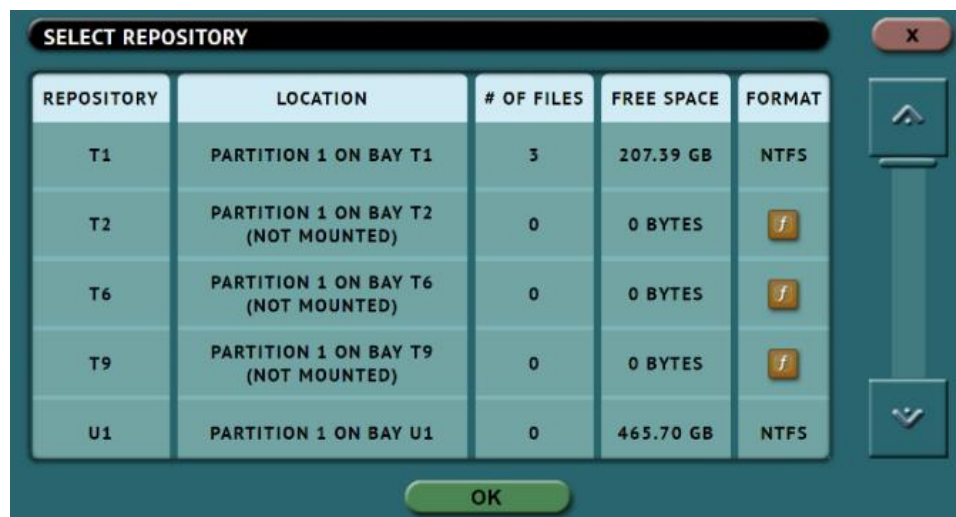 SELECT REPOSITORY
X
REPOSITORY LOCATION # OF FILES FREE SPACE FORMAT
T1 PARTITION 1 ON BAY T1 3 207.39 GB NTFS
T2 PARTITION 1 ON BAY T2 (NOT MOUNTED) 0 0 BYTES f
T6 PARTITION 1 ON BAY T6 (NOT MOUNTED) 0 0 BYTES f
T9 PARTITION 1 ON BAY T9 (NOT MOUNTED) 0 0 BYTES f
U1 PARTITION 1 ON BAY U1 0 465.70 GB NTFS
OK